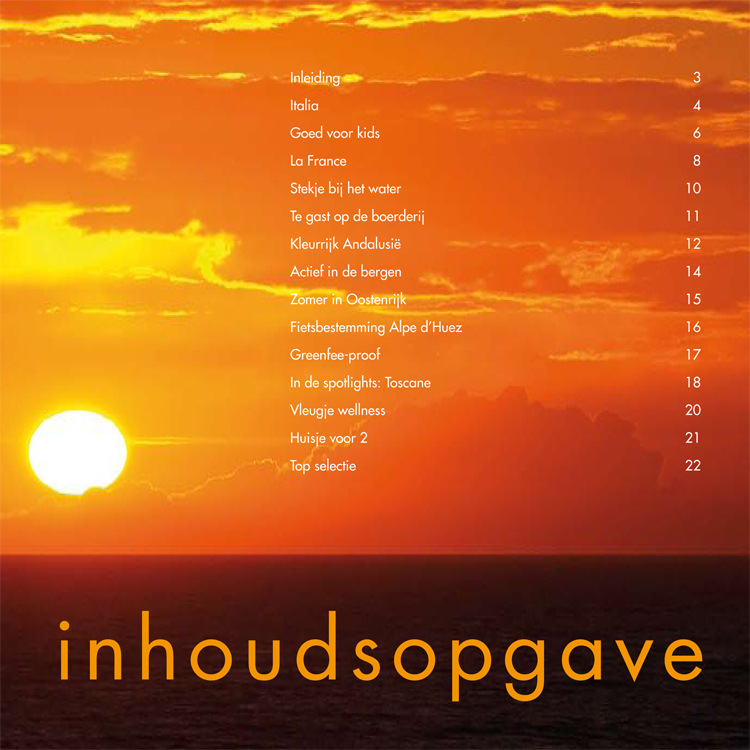 Inleiding 3
Italia 4
Goed voor kids 6
La France 8
Stekje bij het water 10
Te gast op de boerderij 11
Kleurrijk Andalusië 12
Actief in de bergen 14
Zomer in Oostenrijk 15
Fietsbestemming Alpe d'Huez 16
Greenfee-proof 17
In de spotlights: Toscane 18
Vleugje wellness 20
Huisje voor 2 21
Top selectie 22
inhoudsopgave